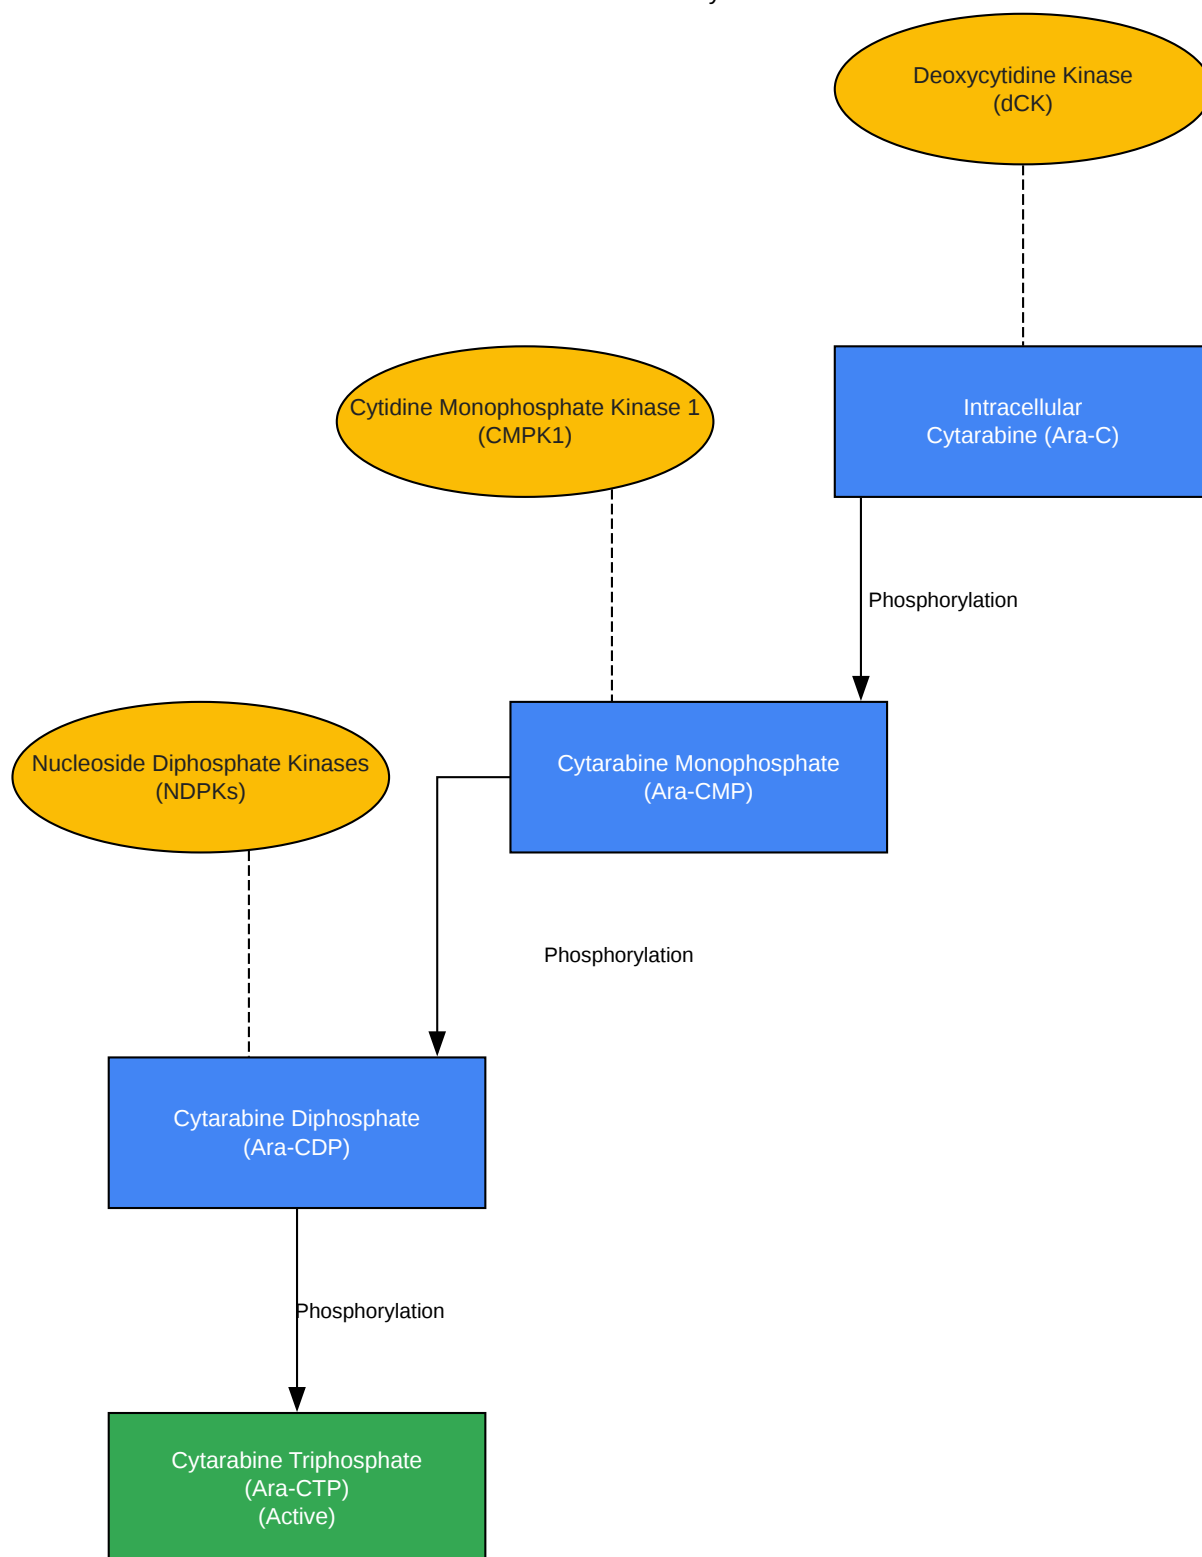 Deoxycytidine Kinase
(dCK)
Cytidine Monophosphate Kinase 1
(CMPK1)
Intracellular
Cytarabine (Ara-C)
Phosphorylation
Nucleoside Diphosphate Kinases
(NDPKs)
Cytarabine Monophosphate
(Ara-CMP)
Phosphorylation
Cytarabine Diphosphate
(Ara-CDP)
Phosphorylation
Cytarabine Triphosphate
(Ara-CTP)
(Active)